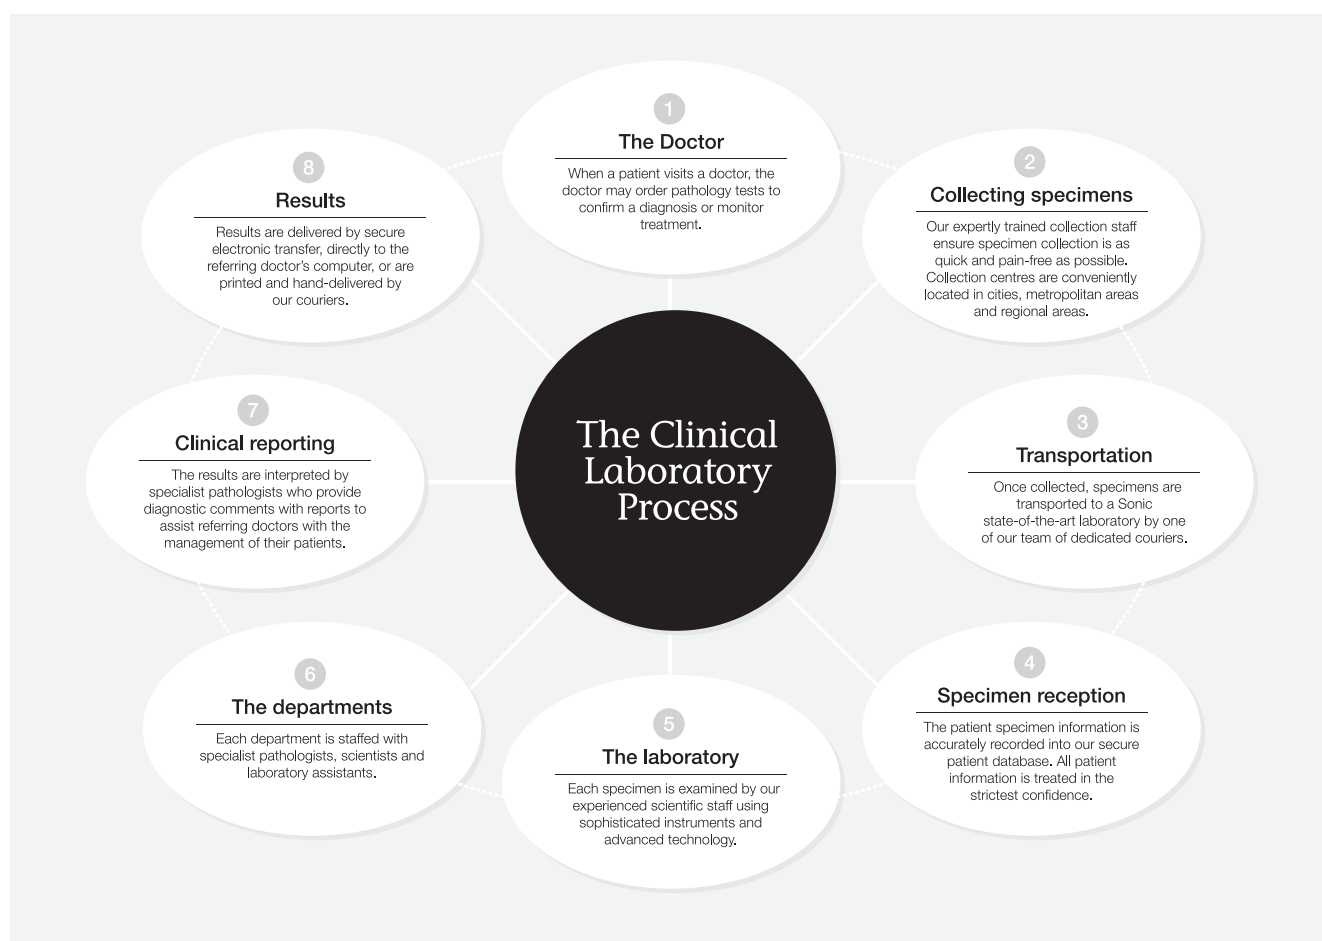 1
The Doctor
When a patient visits a doctor, the
doctor may order pathology tests to
confirm a diagnosis or monitor
treatment.
2
Collecting specimens
Our expertly trained collection staff
ensure specimen collection is as
quick and pain-free as possible.
Collection centres are conveniently
located in cities, metropolitan areas
and regional areas.
3
Transportation
Once collected, specimens are
transported to a Sonic
state-of-the-art laboratory by one
of our team of dedicated couriers.
4
Specimen reception
The patient specimen information is
accurately recorded into our secure
patient database. All patient
information is treated in the
strictest confidence.
5
The laboratory
Each specimen is examined by our
experienced scientific staff using
sophisticated instruments and
advanced technology.
6
The departments
Each department is staffed with
specialist pathologists, scientists and
laboratory assistants.
7
Clinical reporting
The results are interpreted by
specialist pathologists who provide
diagnostic comments with reports to
assist referring doctors with the
management of their patients.
8
Results
Results are delivered by secure
electronic transfer, directly to the
referring doctor's computer, or are
printed and hand-delivered by
our couriers.
The Clinical
Laboratory
Process